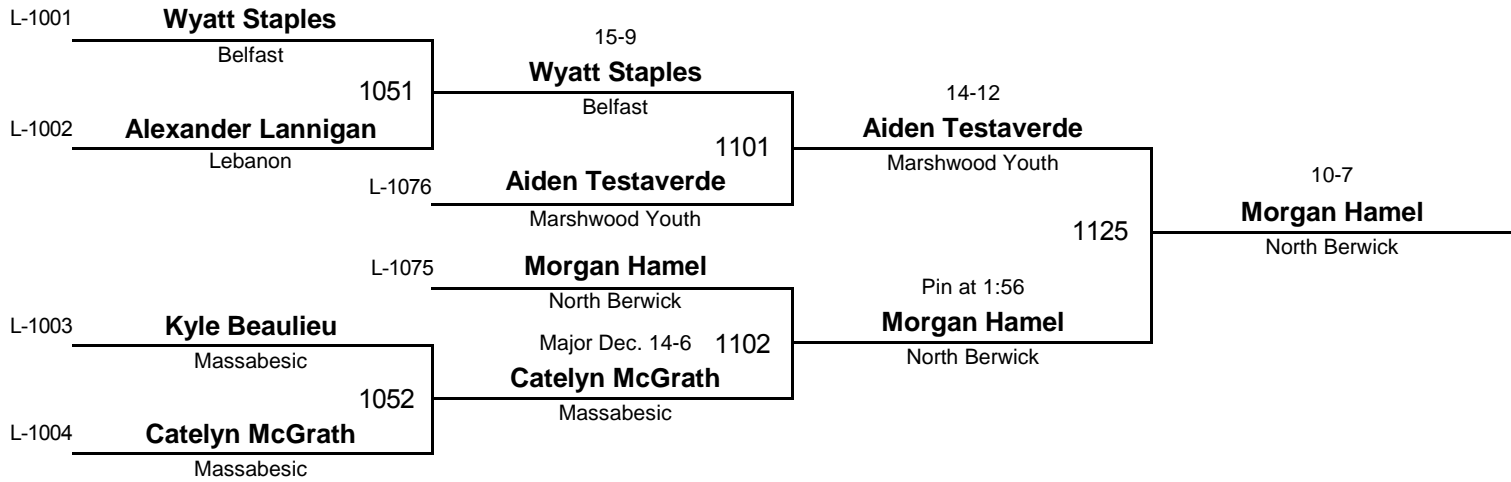 L-1001
Wyatt Staples
Belfast
1051
L-1002
Alexander Lannigan
Lebanon
15-9
Wyatt Staples
Belfast
1101
L-1076
Aiden Testaverde
Marshwood Youth
L-1075
Morgan Hamel
North Berwick
L-1003
Kyle Beaulieu
Massabesic
1052
L-1004
Catelyn McGrath
Massabesic
Major Dec. 14-6
1102
Catelyn McGrath
Massabesic
14-12
Aiden Testaverde
Marshwood Youth
1125
Pin at 1:56
Morgan Hamel
North Berwick
10-7
Morgan Hamel
North Berwick